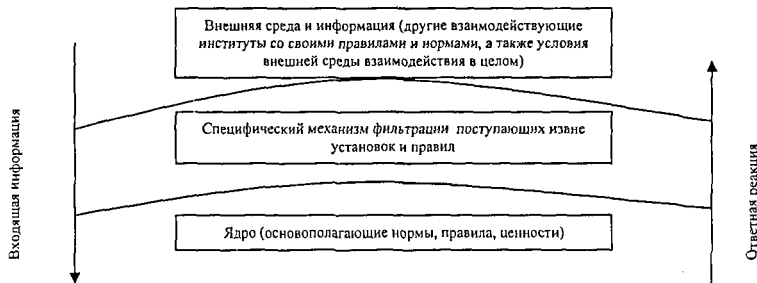 Внешняя среда и информация (другие взаимодействующие
институты со своими правилами и нормами, а также условия
внешней среды взаимодействия в целом)
Входящая информация
Специфический механизм фильтрации поступающих извне
установок и правил
Ответная реакция
Ядро (основополагающие нормы, правила, ценности)